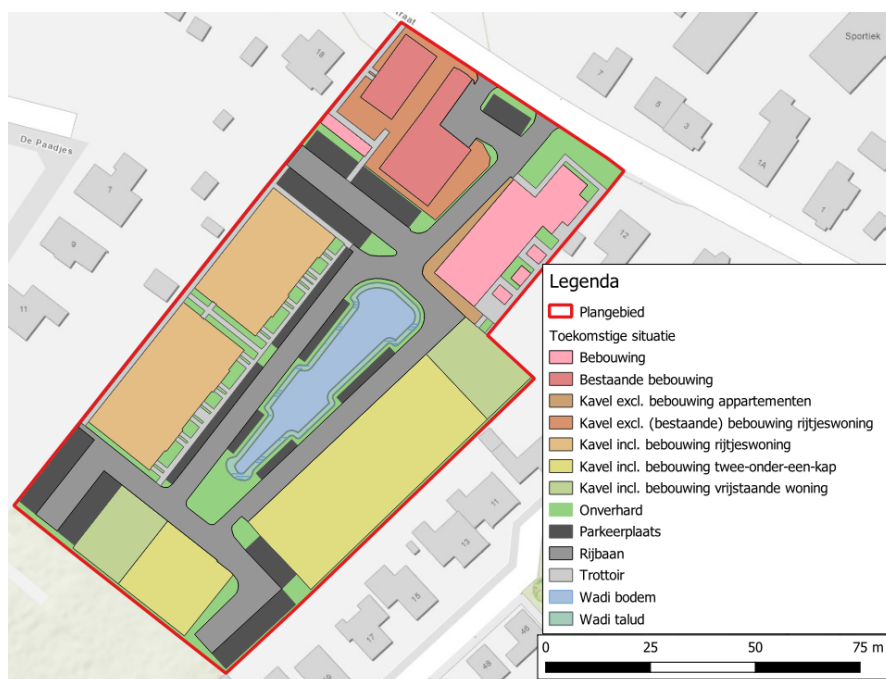 traat
Sportiek
18
7
5
3
1A
1
De Paadjes
7
9
12
11
Legenda
Plangebied
Toekomstige situatie
Bebouwing
Bestaande bebouwing
Kavel excl. bebouwing appartementen
Kavel excl. (bestaande) bebouwing rijtjeswoning
Kavel incl. bebouwing rijtjeswoning
Kavel incl. bebouwing twee-onder-een-kap
Kavel incl. bebouwing vrijstaande woning
Onverhard
Parkeerplaats
Rijbaan
Trottoir
Wadi bodem
Wadi talud
11
13
15
17
46
48
0 25 50 75 m